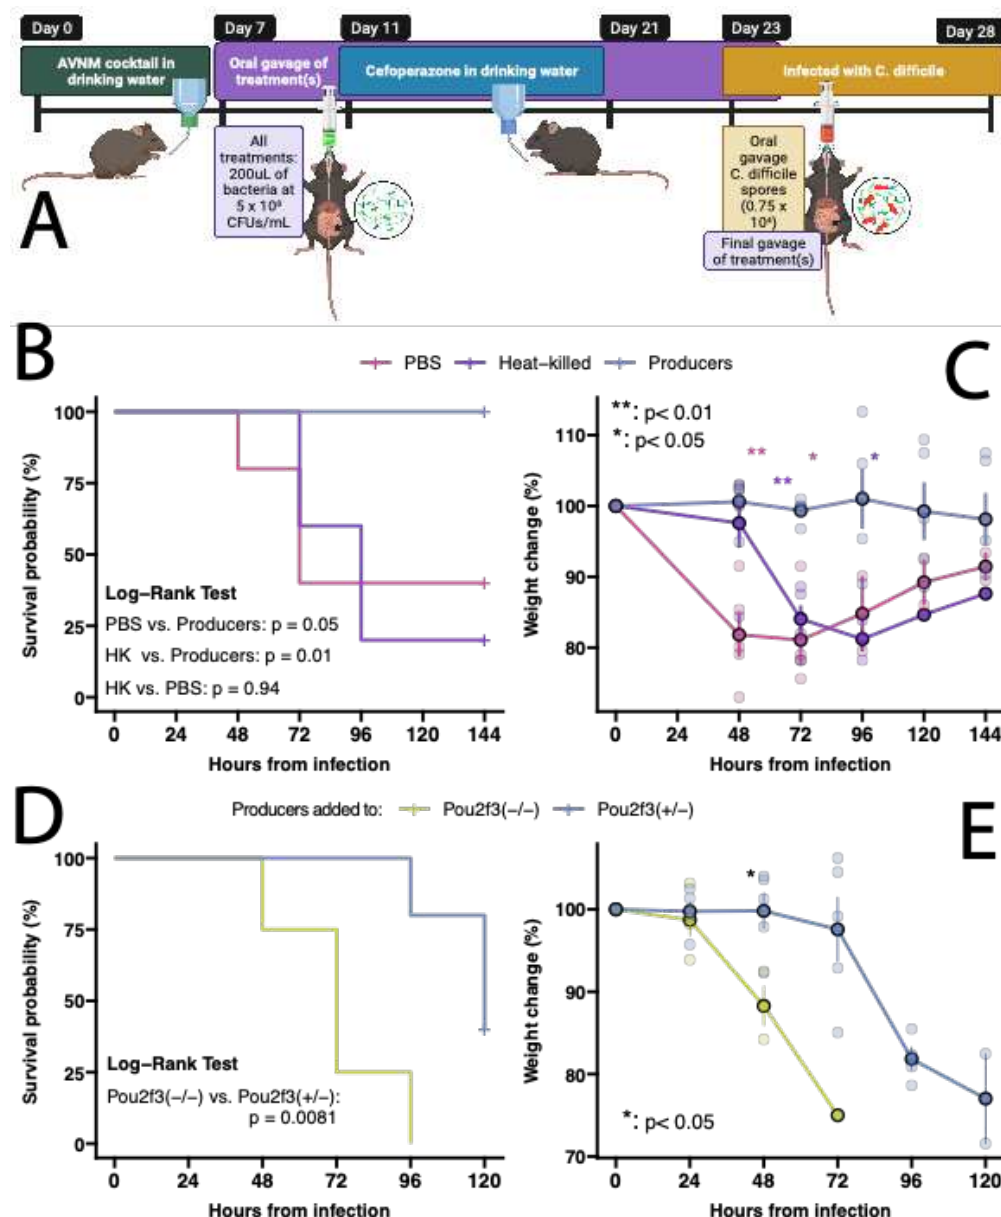 Day 0
Day 7
Day 11
Day 21
Day 23
Day 28
AVNM cocktail in
drinking water
Oral gavage of
treatment(s)
Cefoperazone in drinking water
Infected with C. difficile
All
treatments:
200uL of
bacteria at
CFUs/mL
Oral
gavage
C. difficile
spores
(0.75 x
Final gavage
of treatment(s)
A
B
PBS
Heat-killed
Producers
C
Survival probability (%)
100
75
50
25
0
Log-Rank Test
PBS vs. Producers: p = 0.05
HK vs. Producers: p = 0.01
HK vs. PBS: p = 0.94
0 24 48 72 96 120 144
Hours from infection
Weight change (%)
110
100
90
80
**: p< 0.01
*: p< 0.05
** * *
**
0 24 48 72 96 120 144
Hours from infection
D
Producers added to:
Pou2f3(-/-)
Pou2f3(+/-)
E
Survival probability (%)
100
75
50
25
0
Log-Rank Test
Pou2f3(-/-) vs. Pou2f3(+/-):
p = 0.0081
0 24 48 72 96 120
Hours from infection
Weight change (%)
100
90
80
70
*
*: p< 0.05
0 24 48 72 96 120
Hours from infection